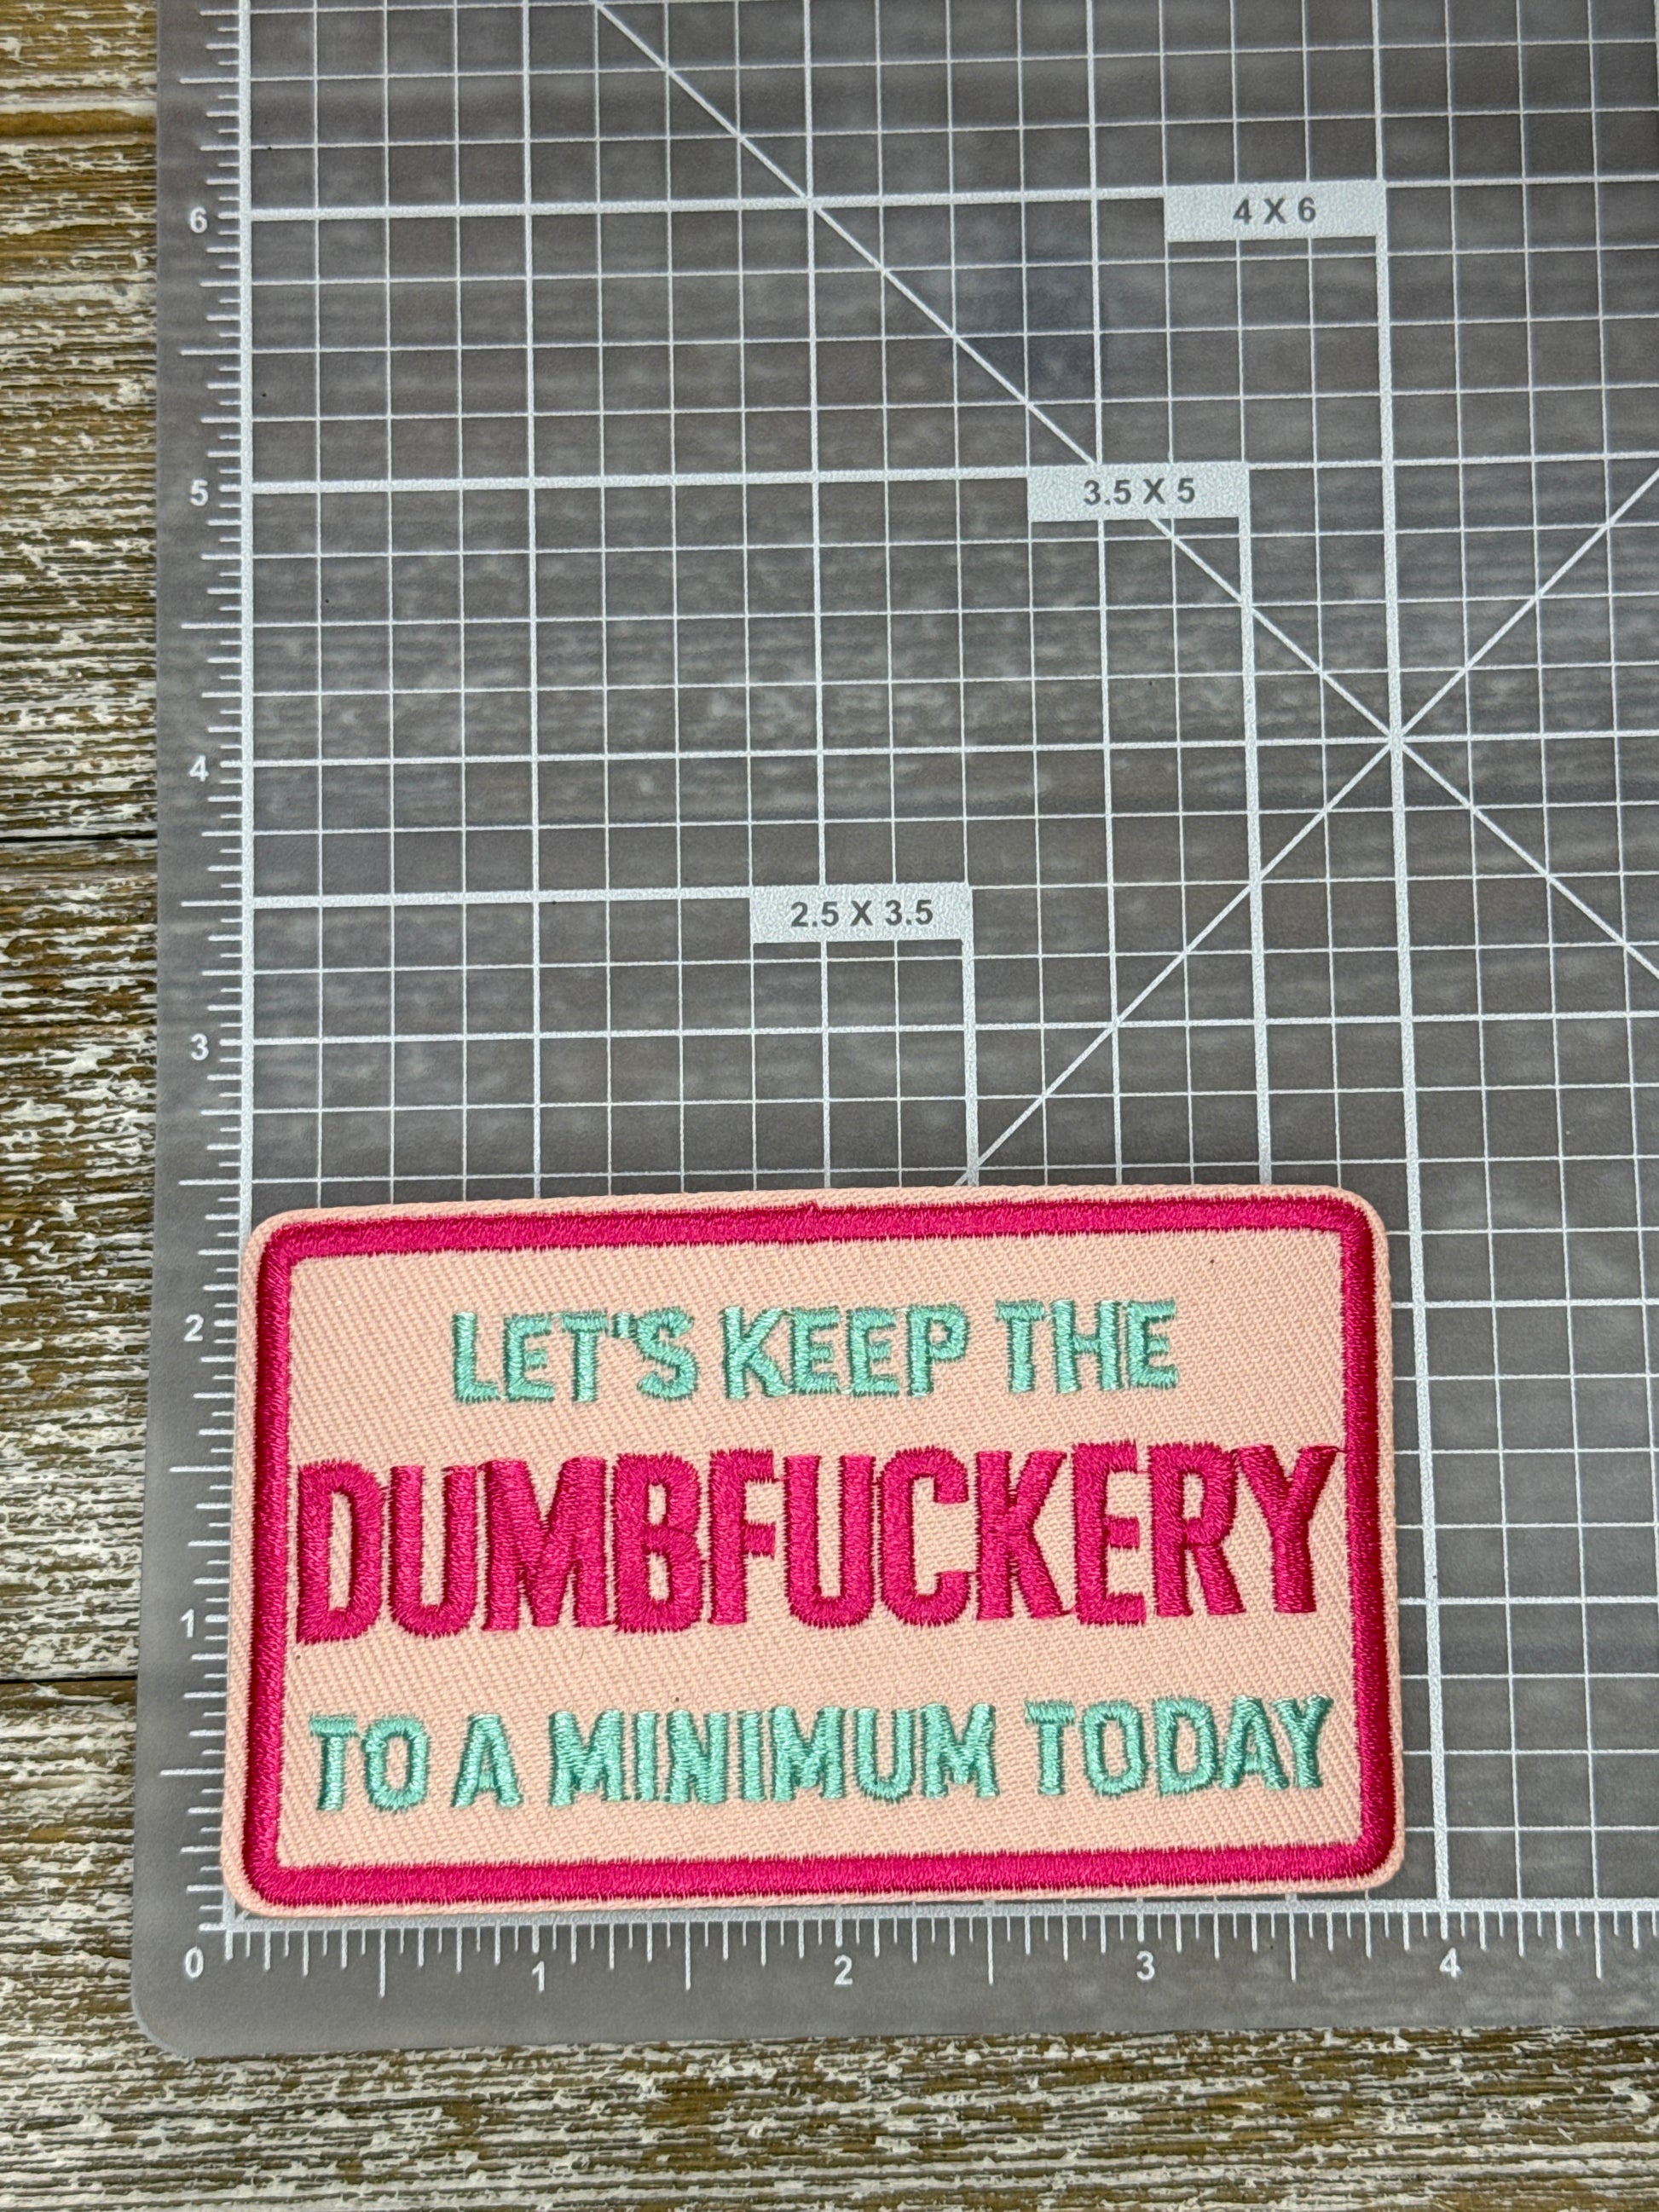 6
4 X 6
5
3.5 X 5
4
2.5 X 3.5
3
2
LET'S KEEP THE
DUMBFUCKERY
1
TO A MINIMUM TODAY
0 1 2 3 4